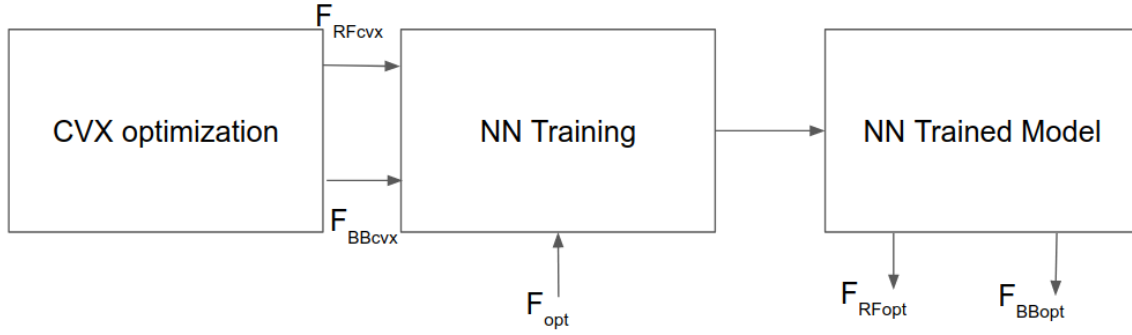 F_RFcvx
CVX optimization
NN Training
NN Trained Model
F_BBcvx
F_opt
F_RFopt
F_BBopt